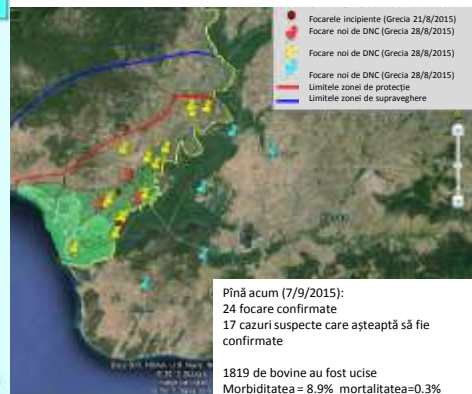 Focarele incipiente (Grecia 21/8/2015)
Focare noi de DNC (Grecia 28/8/2015)
Focare noi de DNC (Grecia 28/8/2015)
Focare noi de DNC (Grecia 28/8/2015)
Limitele zonei de protecție
Limitele zonei de supraveghere
Pînă acum (7/9/2015):
24 focare confirmate
17 cazuri suspecte care așteaptă să fie
confirmate
1819 de bovine au fost ucise
Morbiditatea = 8.9% mortalitatea=0.3%